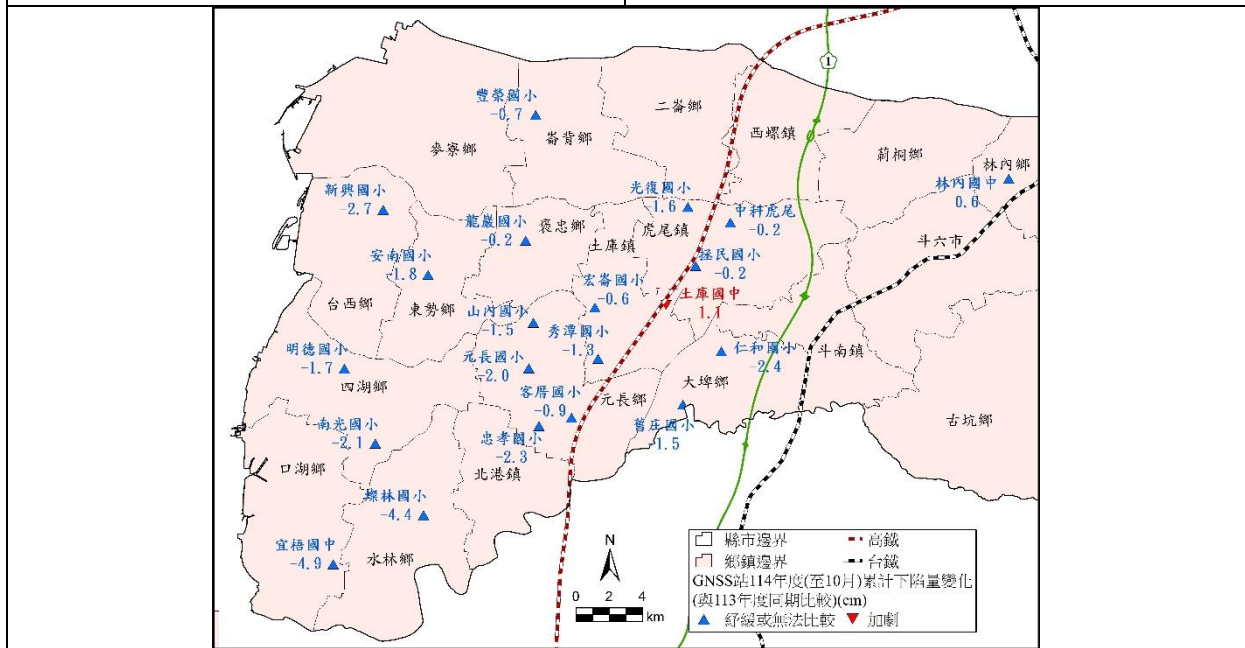 1
豐榮國小
-0.7
二崙鄉
崙背鄉
西螺鎮
麥寮鄉
莿桐鄉
林內鄉
林內國中
0.6
新興國小
-2.7
光復國小
-1.6
中科虎尾
-0.2
龍巖國小
-0.2
褒忠鄉
土庫鎮
虎尾鎮
斗六市
安南國小
-1.8
拯民國小
-0.2
宏崙國小
-0.6
土庫國中
1.1
台西鄉
東勢鄉
山內國小
-1.5
秀潭國小
-1.3
仁和國小
-2.4
斗南鎮
明德國小
-1.7
四湖鄉
元長國小
-2.0
大埤鄉
客厝國小
-0.9
元長鄉
舊庄國小
-1.5
古坑鄉
南光國小
-2.1
忠孝國小
-2.3
口湖鄉
北港鎮
燦林國小
-4.4
宜梧國中
-4.9
水林鄉
N
0 2 4
km
縣市邊界 高鐵
鄉鎮邊界 台鐵
GNSS站114年度(至10月)累計下陷量變化
(與113年度同期比較)(cm)
紓緩或無法比較 加劇